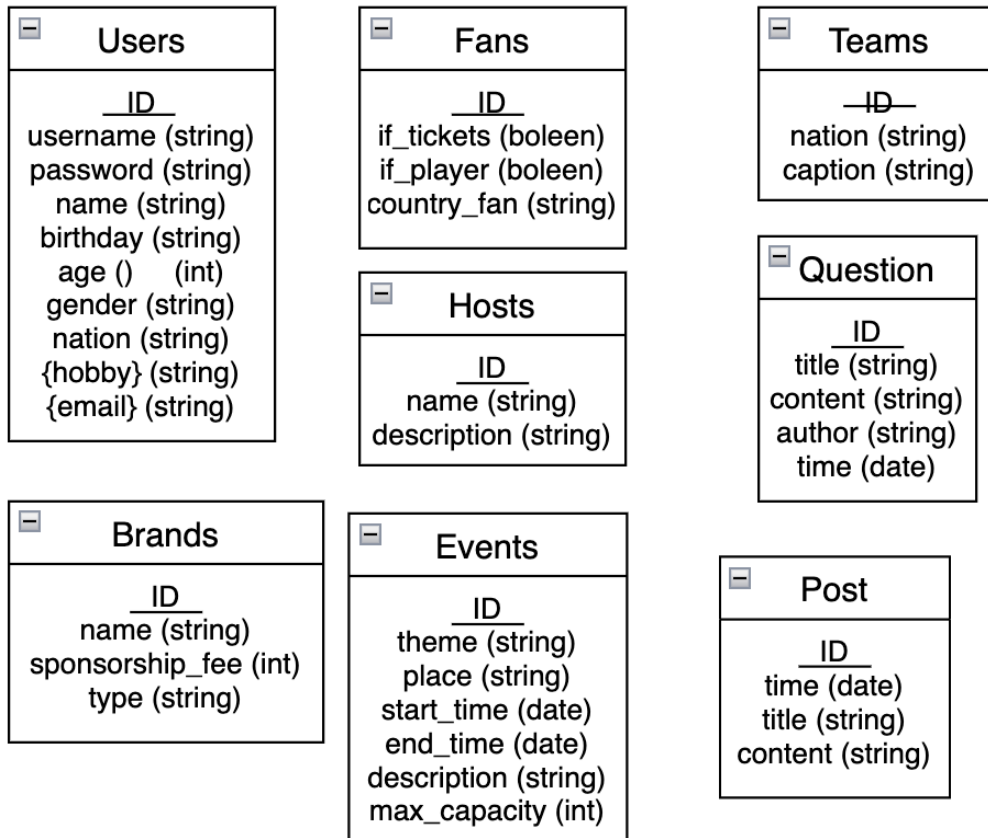 Users
ID
username (string)
password (string)
name (string)
birthday (string)
age () (int)
gender (string)
nation (string)
{hobby} (string)
{email} (string)
Fans
ID
if_tickets (boleen)
if_player (boleen)
country_fan (string)
Teams
ID
nation (string)
caption (string)
Hosts
ID
name (string)
description (string)
Question
ID
title (string)
content (string)
author (string)
time (date)
Brands
ID
name (string)
sponsorship_fee (int)
type (string)
Events
ID
theme (string)
place (string)
start_time (date)
end_time (date)
description (string)
max_capacity (int)
Post
ID
time (date)
title (string)
content (string)